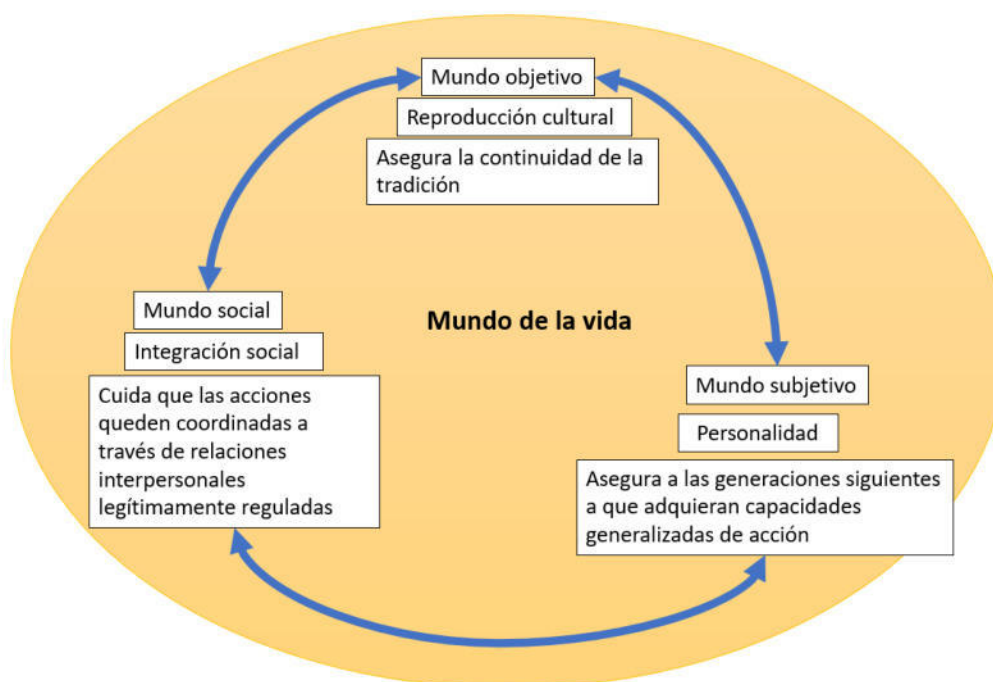 Mundo objetivo
Reproducción cultural
Asegura la continuidad de la
tradición
Mundo social
Integración social
Cuida que las acciones
queden coordinadas a
través de relaciones
interpersonales
legítimamente reguladas
Mundo de la vida
Mundo subjetivo
Personalidad
Asegura a las generaciones siguientes
a que adquieran capacidades
generalizadas de acción